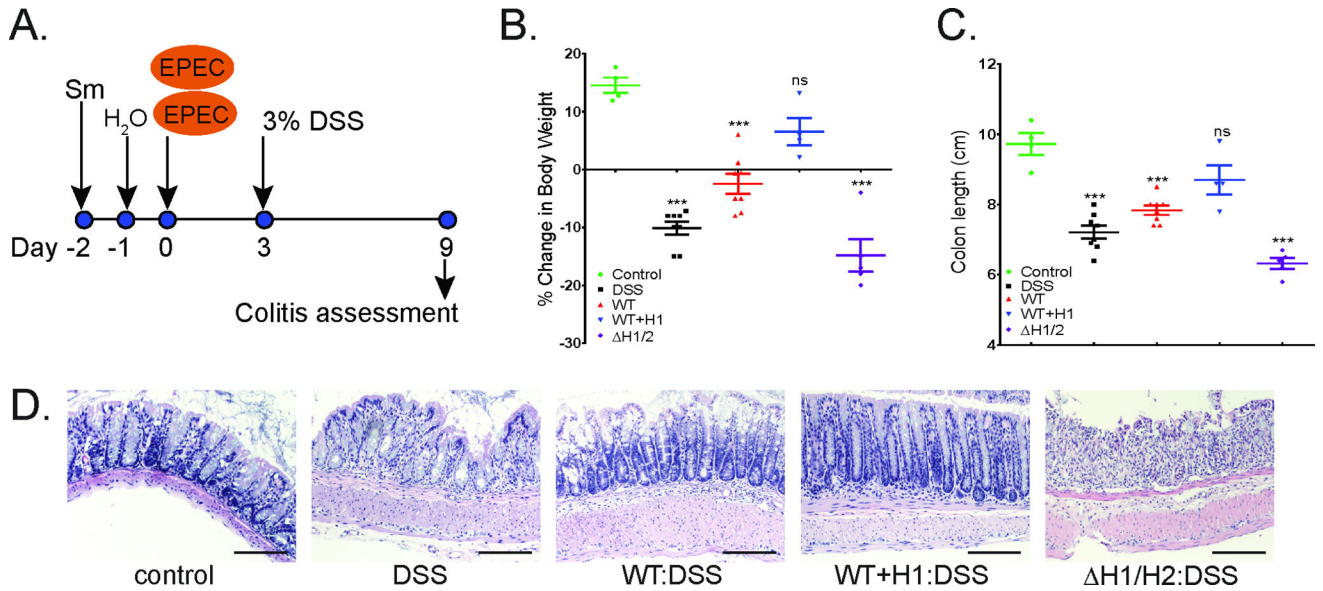 A.
Sm
H2O
EPEC
EPEC
3% DSS
Day -2 -1 0 3 9
Colitis assessment
B.
% Change in Body Weight
20
10
0
-10
-20
-30
***
***
ns
***
Control
DSS
WT
WT+H1
ΔH1/2
C.
Colon length (cm)
12
10
8
6
4
***
***
ns
***
Control
DSS
WT
WT+H1
ΔH1/2
D.
control
DSS
WT:DSS
WT+H1:DSS
ΔH1/H2:DSS